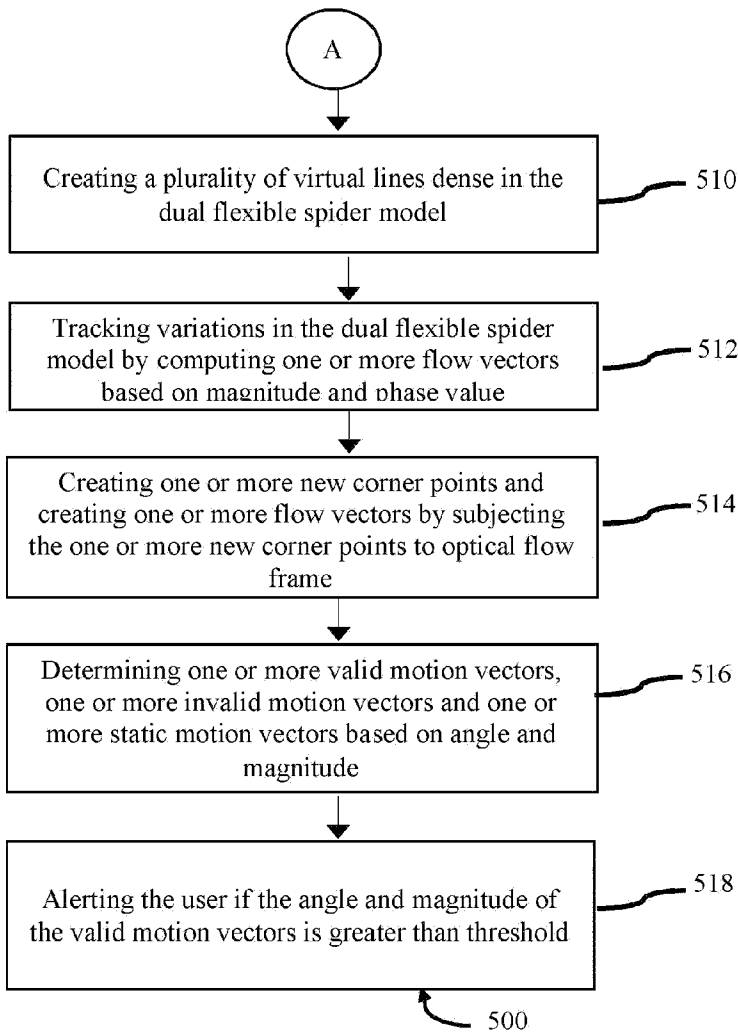 A
Creating a plurality of virtual lines dense in the
dual flexible spider model
510
Tracking variations in the dual flexible spider
model by computing one or more flow vectors
based on magnitude and phase value
512
Creating one or more new corner points and
creating one or more flow vectors by subjecting
the one or more new corner points to optical flow
frame
514
Determining one or more valid motion vectors,
one or more invalid motion vectors and one or
more static motion vectors based on angle and
magnitude
516
Alerting the user if the angle and magnitude of
the valid motion vectors is greater than threshold
518
500